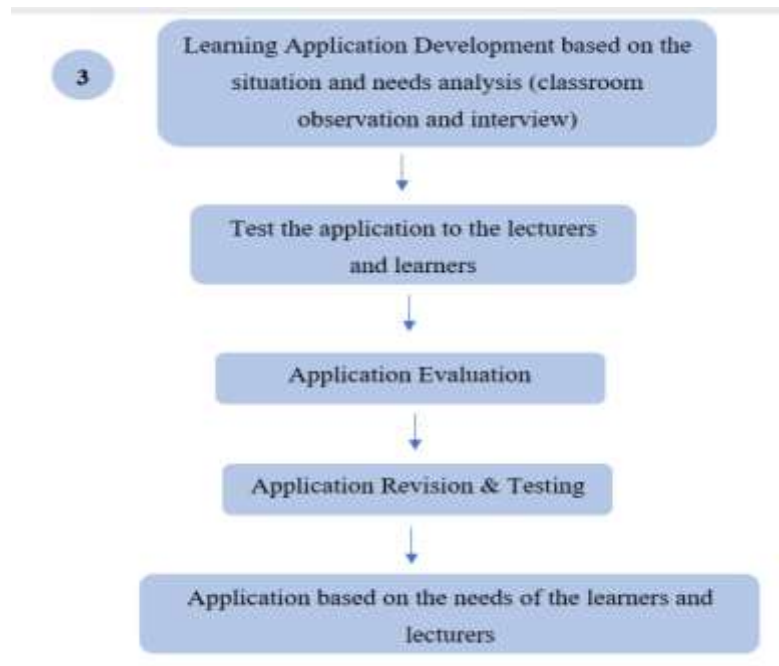 3
Learning Application Development based on the
situation and needs analysis (classroom
observation and interview)
Test the application to the lecturers
and learners
Application Evaluation
Application Revision & Testing
Application based on the needs of the learners and
lecturers